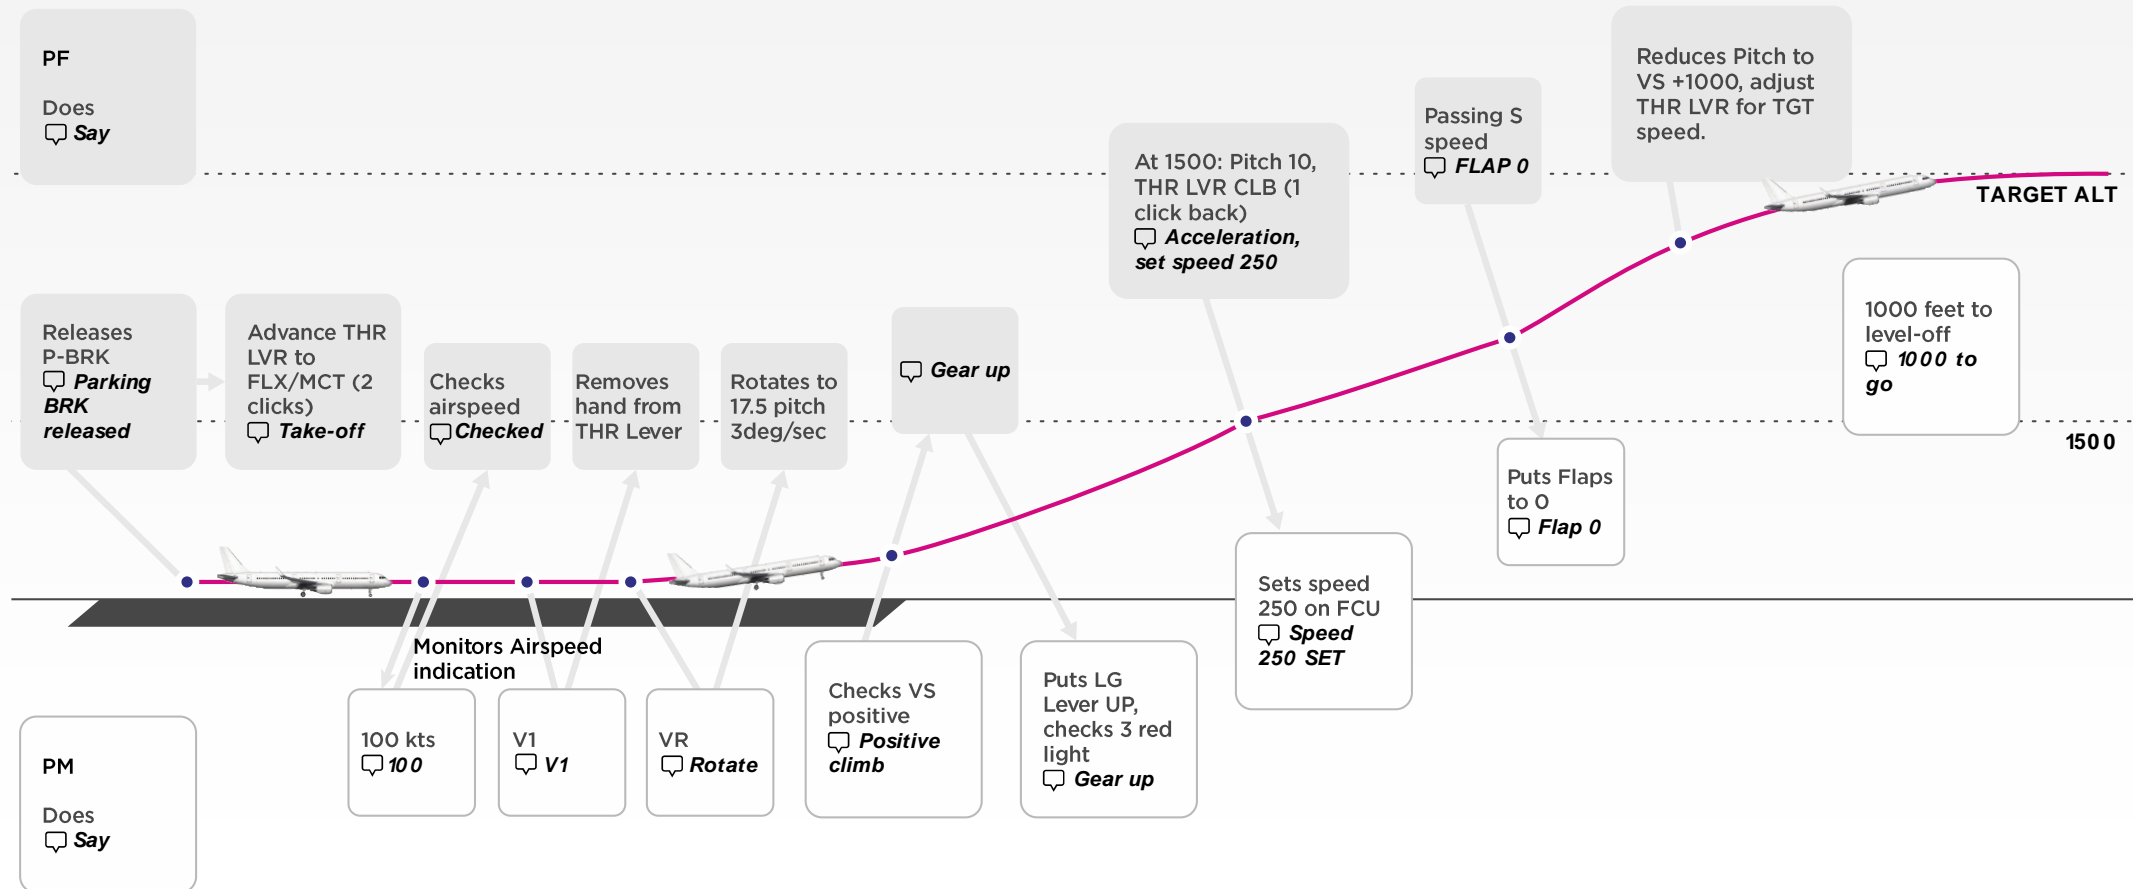 PF
Does
Say
Releases
P-BRK
Parking
BRK
released
Advance THR
LVR to
FLX/MCT (2
clicks)
Take-off
Checks
airspeed
Checked
Removes
hand from
THR Lever
Rotates to
17.5 pitch
3deg/sec
Gear up
At 1500: Pitch 10,
THR LVR CLB (1
click back)
Acceleration,
set speed 250
Passing S
speed
FLAP 0
Reduces Pitch to
VS +1000, adjust
THR LVR for TGT
speed.
TARGET ALT
1000 feet to
level-off
1000 to
go
1500
Puts Flaps
to 0
Flap 0
Sets speed
250 on FCU
Speed
250 SET
Monitors Airspeed
indication
PM
Does
Say
100 kts
100
V1
V1
VR
Rotate
Checks VS
positive
Positive
climb
Puts LG
Lever UP,
checks 3 red
light
Gear up